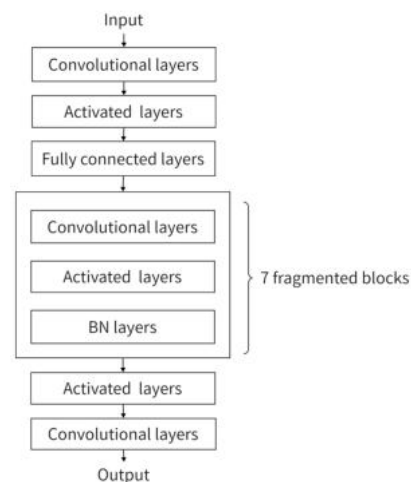 Input
Convolutional layers
Activated layers
Fully connected layers
Convolutional layers
Activated layers
BN layers
7 fragmented blocks
Activated layers
Convolutional layers
Output